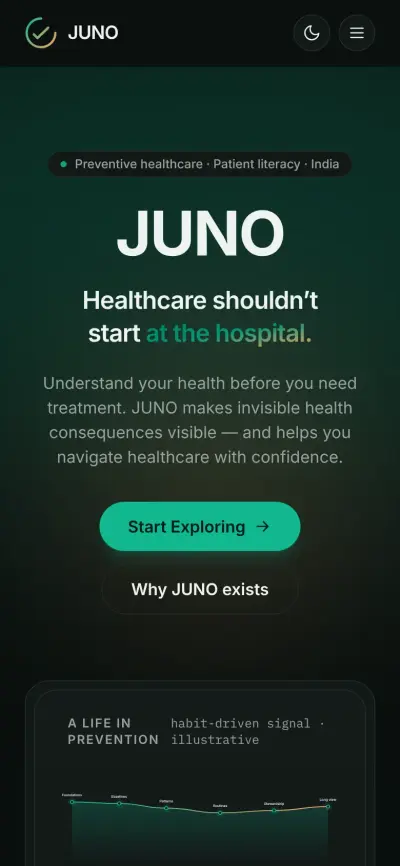 JUNO
Preventive healthcare · Patient literacy · India
JUNO
Healthcare shouldn’t
start at the hospital.
Understand your health before you need
treatment. JUNO makes invisible health
consequences visible — and helps you
navigate healthcare with confidence.
Start Exploring →
Why JUNO exists
A LIFE IN PREVENTION
habit-driven signal · illustrative
Foundations
Guidelines
Patterns
Routines
Stewardship
Long view